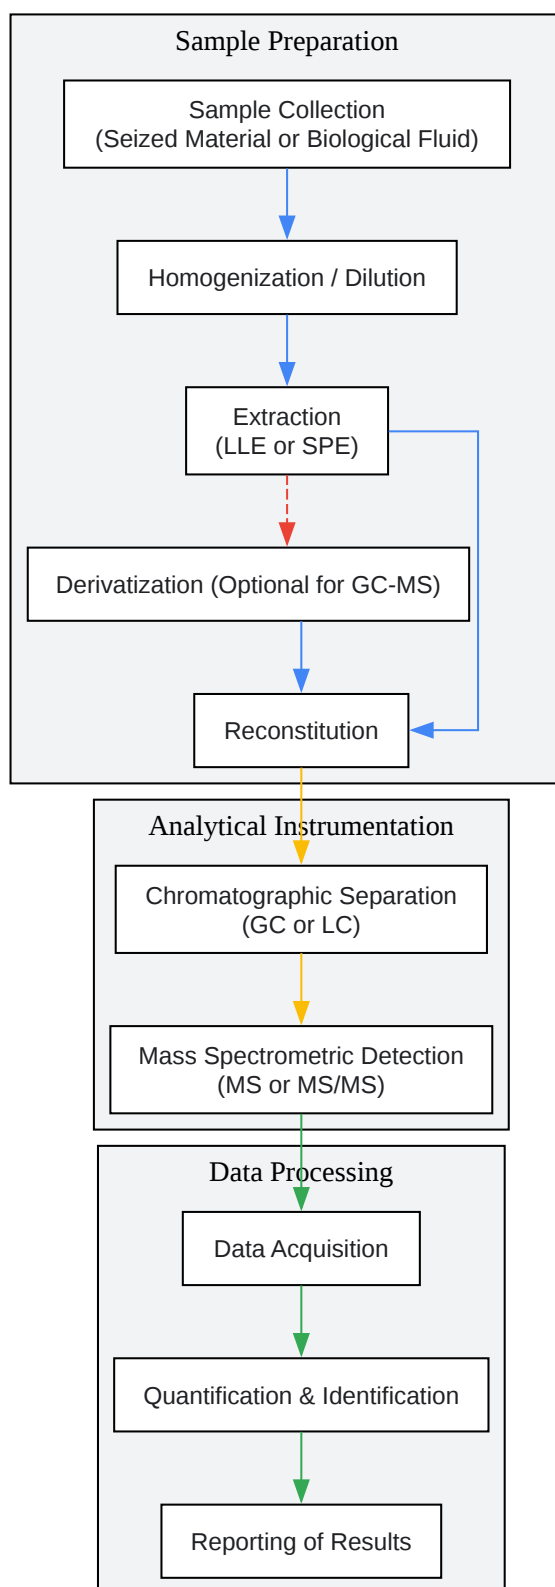 Sample Preparation
Sample Collection
(Seized Material or Biological Fluid)
Homogenization / Dilution
Extraction
(LLE or SPE)
Derivatization (Optional for GC-MS)
Reconstitution
Analytical Instrumentation
Chromatographic Separation
(GC or LC)
Mass Spectrometric Detection
(MS or MS/MS)
Data Processing
Data Acquisition
Quantification & Identification
Reporting of Results